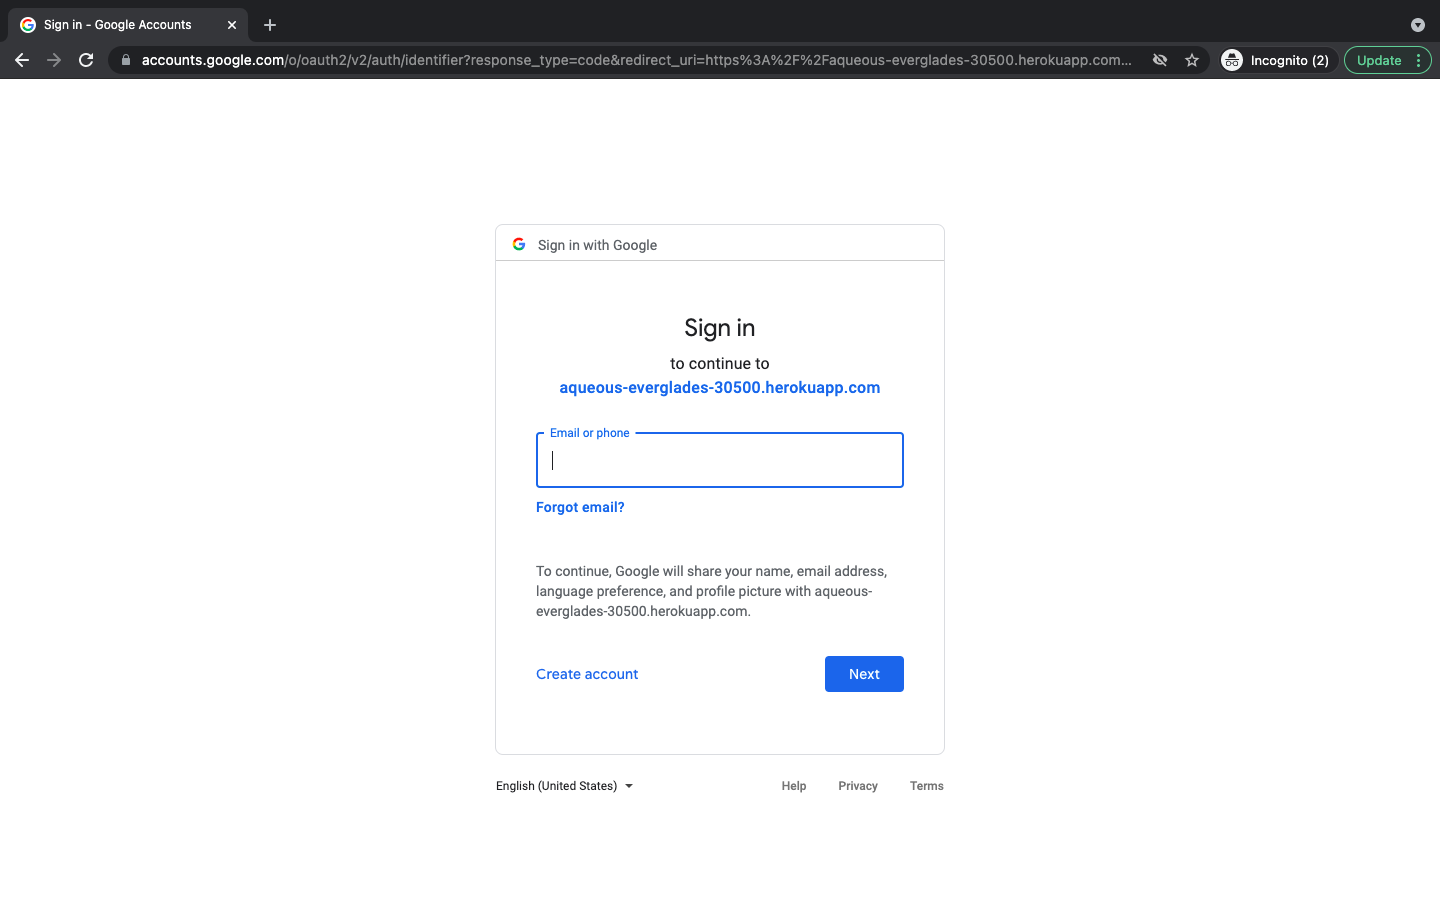 Sign in - Google Accounts
accounts.google.com/o/oauth2/v2/auth/identifier?response_type=code&redirect_uri=https%3A%2F%2Faqueous-everglades-30500.herokuapp.com...
Incognito (2)
Update
Sign in with Google
Sign in
to continue to
aqueous-everglades-30500.herokuapp.com
Email or phone
Forgot email?
To continue, Google will share your name, email address,
language preference, and profile picture with aqueous-
everglades-30500.herokuapp.com.
Create account
Next
English (United States)
Help
Privacy
Terms